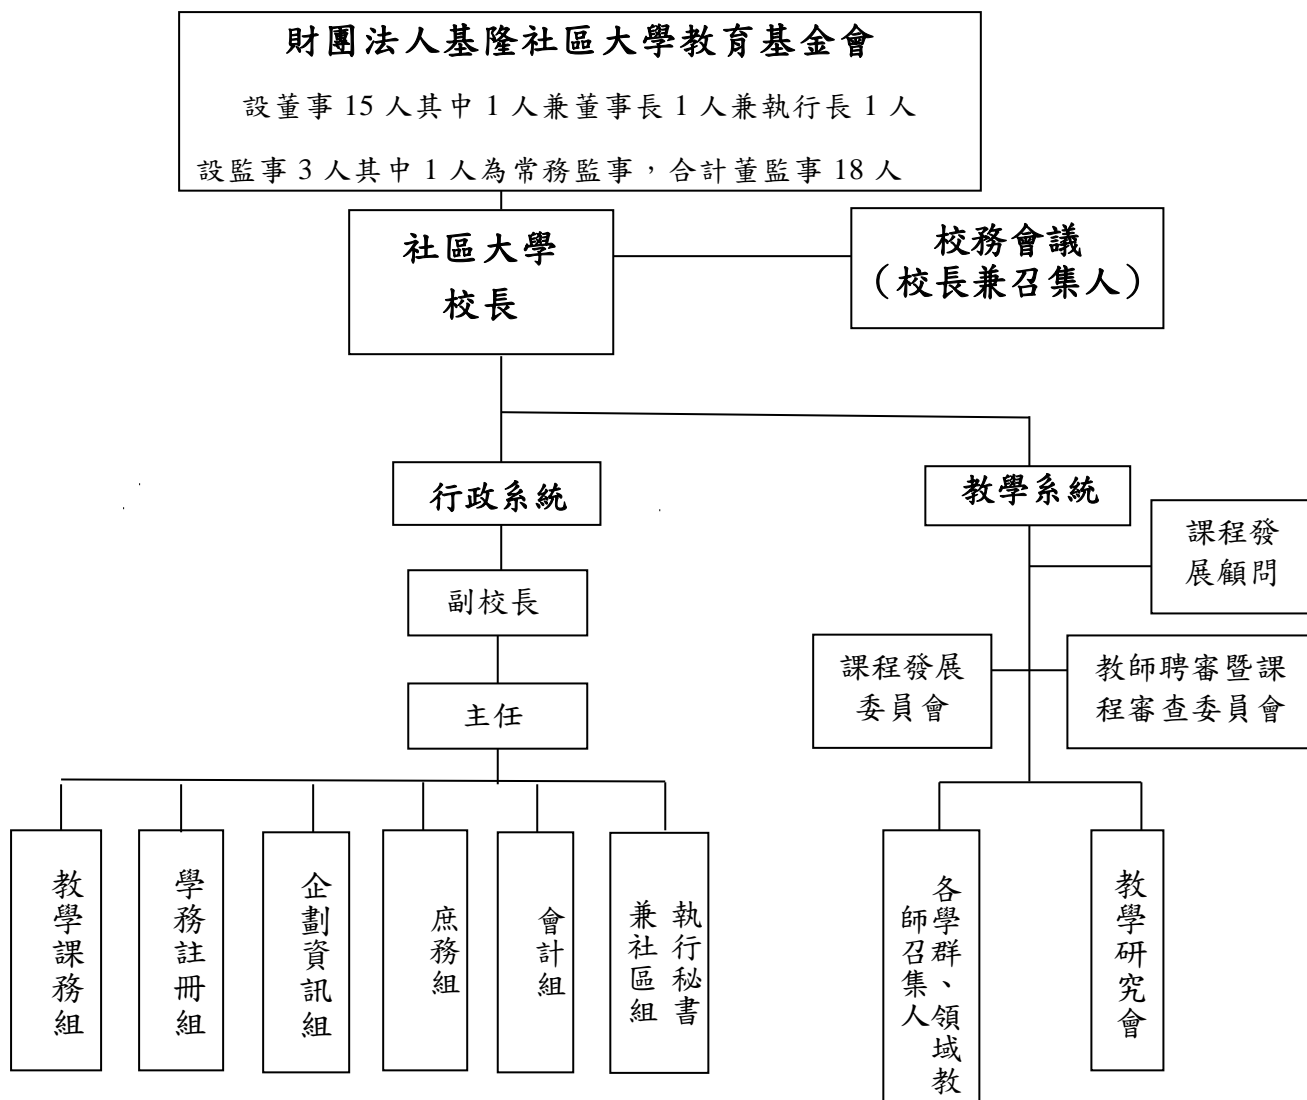 財團法人基隆社區大學教育基金會
設董事 15 人其中 1 人兼董事長 1 人兼執行長 1 人
設監事 3 人其中 1 人為常務監事，合計董監事 18 人
社區大學
校長
校務會議
（校長兼召集人）
行政系統
教學系統
課程發
展顧問
副校長
課程發展
委員會
教師聘審暨課
程審查委員會
主任
教學課務組
學務註冊組
企劃資訊組
庶務組
會計組
執行秘書
兼社區組
各學群、領域教
師召集人
教學研究會